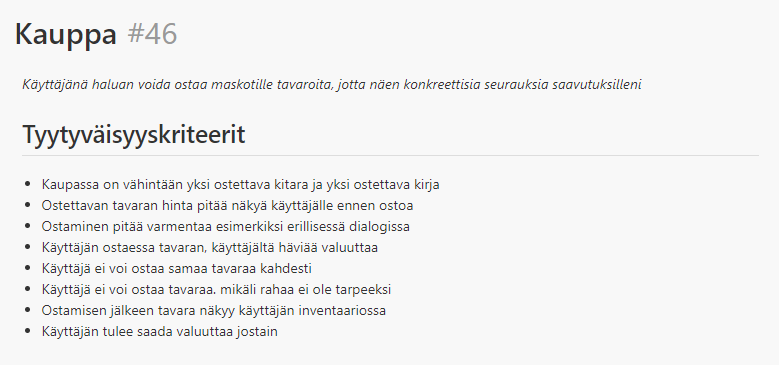 Kauppa #46
Käyttäjänä haluan voida ostaa maskotille tavaroita, jotta näen konkreettisia seurauksia saavutuksilleni
Tyytyväisyyskriteerit
• Kaupassa on vähintään yksi ostettava kitara ja yksi ostettava kirja
• Ostettavan tavaran hinta pitää näkyä käyttäjälle ennen ostoa
• Ostaminen pitää varmentaa esimerkiksi erillisessä dialogissa
• Käyttäjän ostaessa tavaran, käyttäjältä häviää valuuttaa
• Käyttäjä ei voi ostaa samaa tavaraa kahdesti
• Käyttäjä ei voi ostaa tavaraa. mikäli rahaa ei ole tarpeeksi
• Ostamisen jälkeen tavara näkyy käyttäjän inventaariossa
• Käyttäjän tulee saada valuuttaa jostain